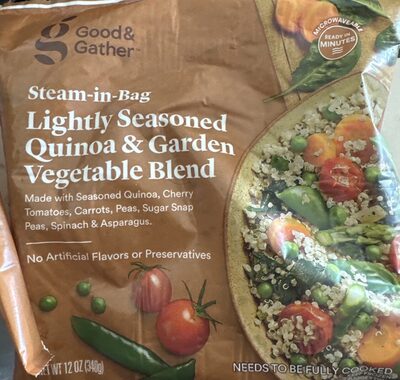 Good&
Gather™
MICROWAVEABLE
READY IN
MINUTES
Steam-in-Bag
Lightly Seasoned
Quinoa & Garden
Vegetable Blend
Made with Seasoned Quinoa, Cherry
Tomatoes, Carrots, Peas, Sugar Snap
Peas, Spinach & Asparagus.
No Artificial Flavors or Preservatives
WT 12 OZ (340g)
NEEDS TO BE FULLY COOKED